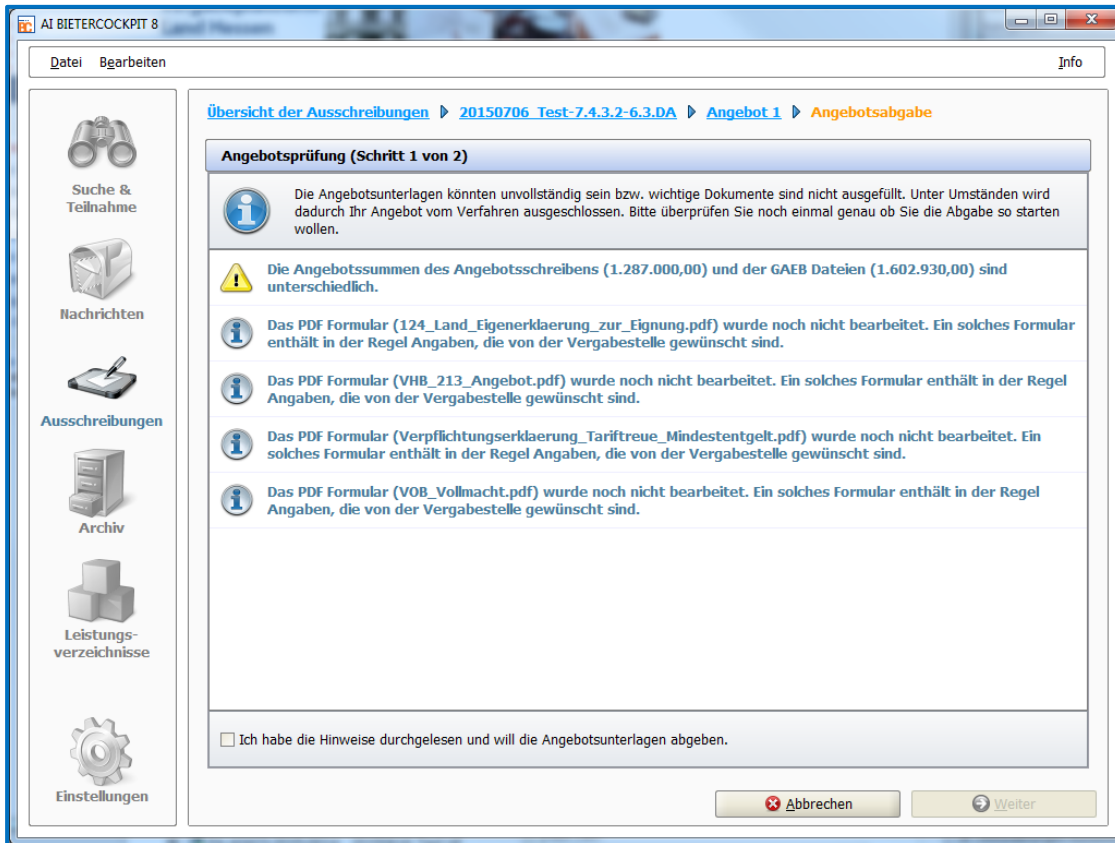 AI BIETERCOCKPIT 8
Datei Bearbeiten Info
Suche &
Teilnahme
Nachrichten
Ausschreibungen
Archiv
Leistungs-
verzeichnisse
Einstellungen
Übersicht der Ausschreibungen 20150706_Test-7.4.3.2-6.3.DA Angebot 1 Angebotsabgabe
Angebotsprüfung (Schritt 1 von 2)
Die Angebotsunterlagen könnten unvollständig sein bzw. wichtige Dokumente sind nicht ausgefüllt. Unter Umständen wird
dadurch Ihr Angebot vom Verfahren ausgeschlossen. Bitte überprüfen Sie noch einmal genau ob Sie die Abgabe so starten
wollen.
Die Angebotssummen des Angebotsschreibens (1.287.000,00) und der GAEB Dateien (1.602.930,00) sind
unterschiedlich.
Das PDF Formular (124_Land_Eigenerklaerung_zur_Eignung.pdf) wurde noch nicht bearbeitet. Ein solches Formular
enthält in der Regel Angaben, die von der Vergabestelle gewünscht sind.
Das PDF Formular (VHB_213_Angebot.pdf) wurde noch nicht bearbeitet. Ein solches Formular enthält in der Regel
Angaben, die von der Vergabestelle gewünscht sind.
Das PDF Formular (Verpflichtungserklaerung_Tariftreue_Mindestentgelt.pdf) wurde noch nicht bearbeitet. Ein
solches Formular enthält in der Regel Angaben, die von der Vergabestelle gewünscht sind.
Das PDF Formular (VOB_Vollmacht.pdf) wurde noch nicht bearbeitet. Ein solches Formular enthält in der Regel
Angaben, die von der Vergabestelle gewünscht sind.
Ich habe die Hinweise durchgelesen und will die Angebotsunterlagen abgeben.
Abbrechen Weiter